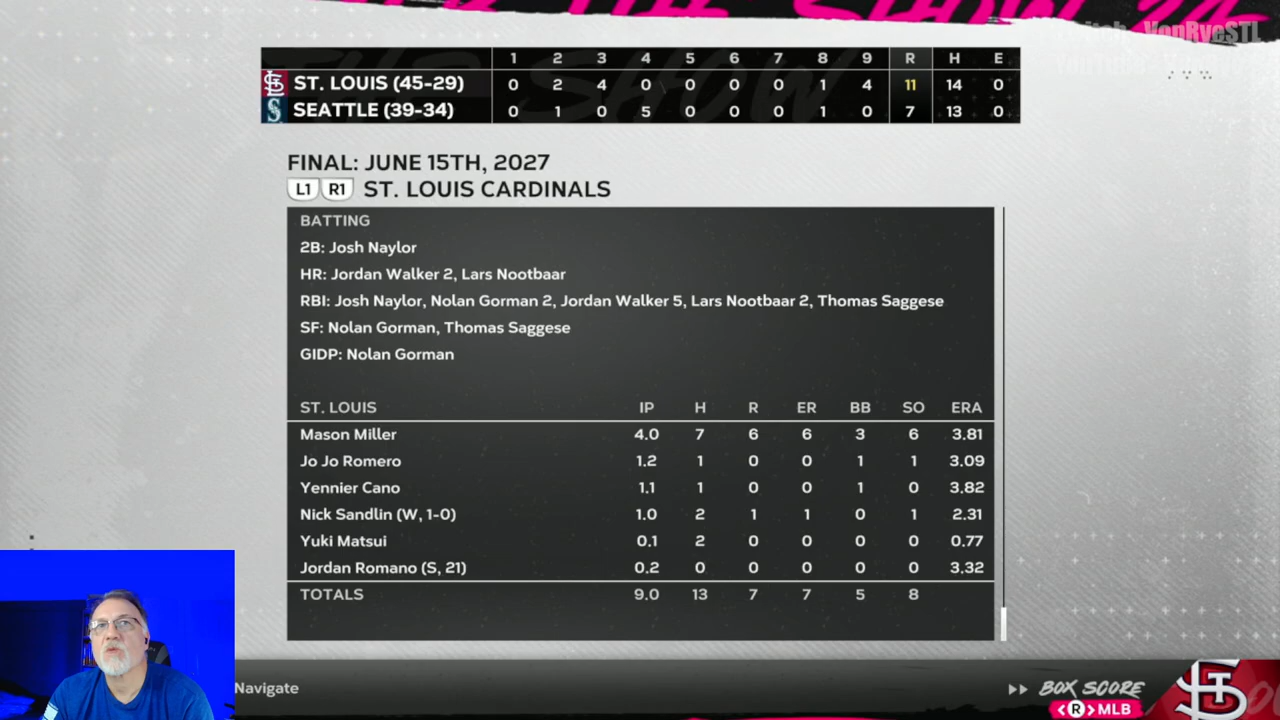 THE SHOW 24
Twitch VonRyeSTL
YouTube
1 2 3 4 5 6 7 8 9 R H E
ST. LOUIS (45-29) 0 2 4 0 0 0 0 1 4 11 14 0
SEATTLE (39-34) 0 1 0 5 0 0 0 1 0 7 13 0
FINAL: JUNE 15TH, 2027
L1 R1 ST. LOUIS CARDINALS
BATTING
2B: Josh Naylor
HR: Jordan Walker 2, Lars Nootbaar
RBI: Josh Naylor, Nolan Gorman 2, Jordan Walker 5, Lars Nootbaar 2, Thomas Saggese
SF: Nolan Gorman, Thomas Saggese
GIDP: Nolan Gorman
ST. LOUIS IP H R ER BB SO ERA
Mason Miller 4.0 7 6 6 3 6 3.81
Jo Jo Romero 1.2 1 0 0 1 1 3.09
Yennier Cano 1.1 1 0 0 1 0 3.82
Nick Sandlin (W, 1-0) 1.0 2 1 1 0 1 2.31
Yuki Matsui 0.1 2 0 0 0 0 0.77
Jordan Romano (S, 21) 0.2 0 0 0 0 0 3.32
TOTALS 9.0 13 7 7 5 8
Navigate
BOX SCORE
R MLB